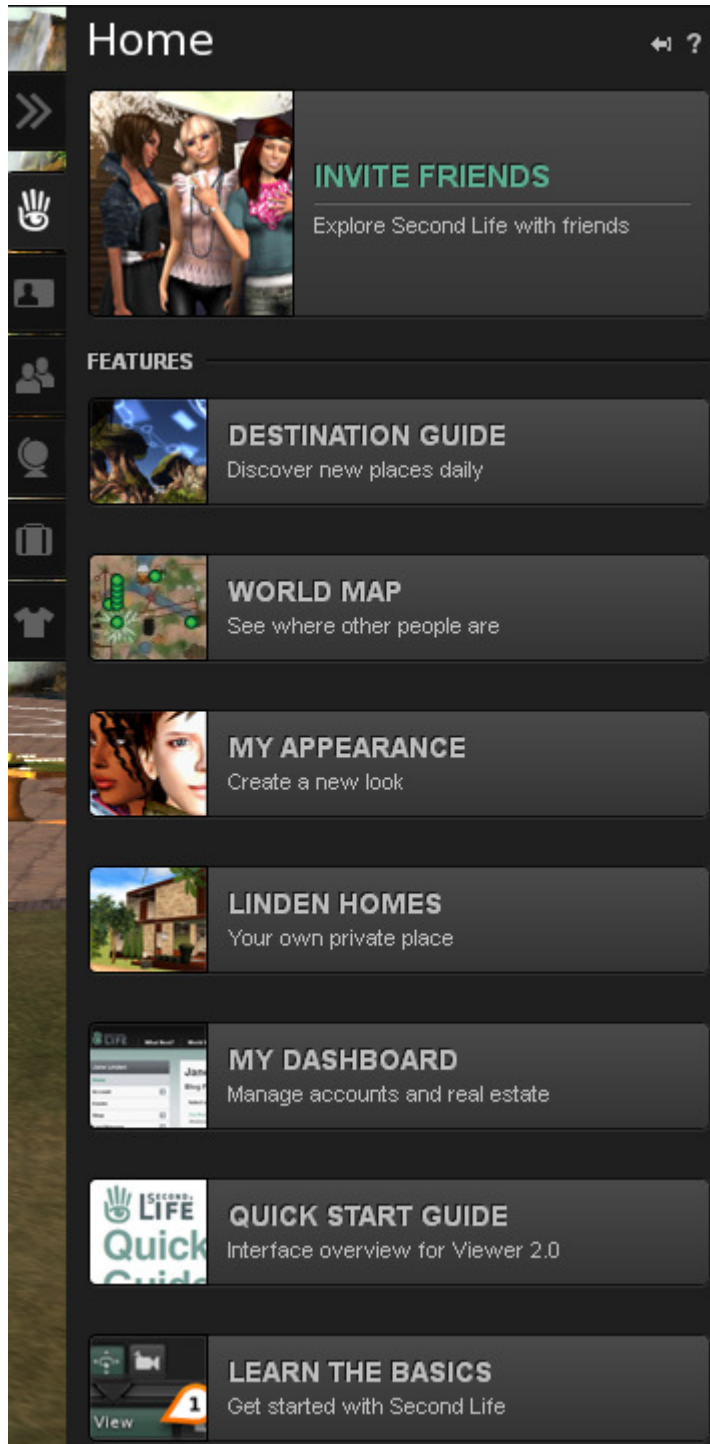 Home
?
INVITE FRIENDS
Explore Second Life with friends
FEATURES
DESTINATION GUIDE
Discover new places daily
WORLD MAP
See where other people are
MY APPEARANCE
Create a new look
LINDEN HOMES
Your own private place
MY DASHBOARD
Manage accounts and real estate
SECOND
LIFE
Quick
QUICK START GUIDE
Interface overview for Viewer 2.0
1
View
LEARN THE BASICS
Get started with Second Life